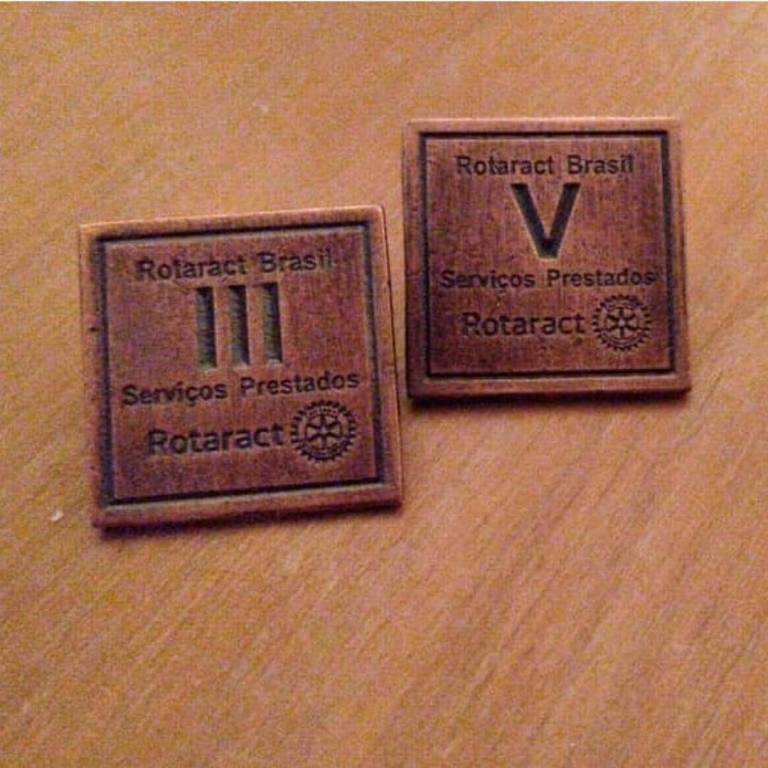 Rotaract Brasil
III
Serviços Prestados
Rotaract
Rotaract Brasil
V
Serviços Prestados
Rotaract